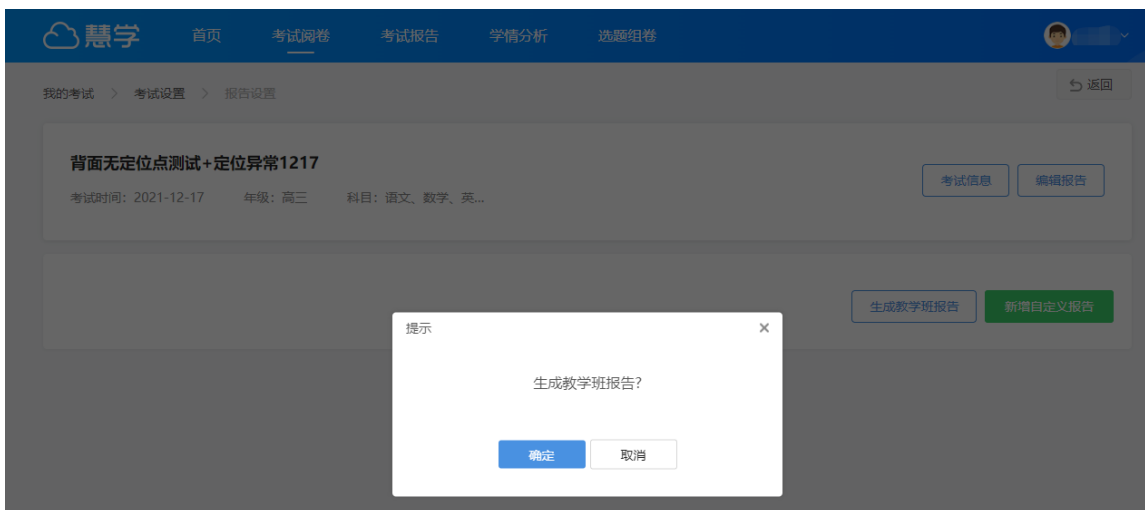 慧学 首页 考试阅卷 考试报告 学情分析 选题组卷
我的考试 > 考试设置 > 报告设置 返回
背面无定位点测试+定位异常1217
考试信息 编辑报告
考试时间：2021-12-17 年级：高三 科目：语文、数学、英...
生成教学班报告 新增自定义报告
提示
生成教学班报告?
确定 取消